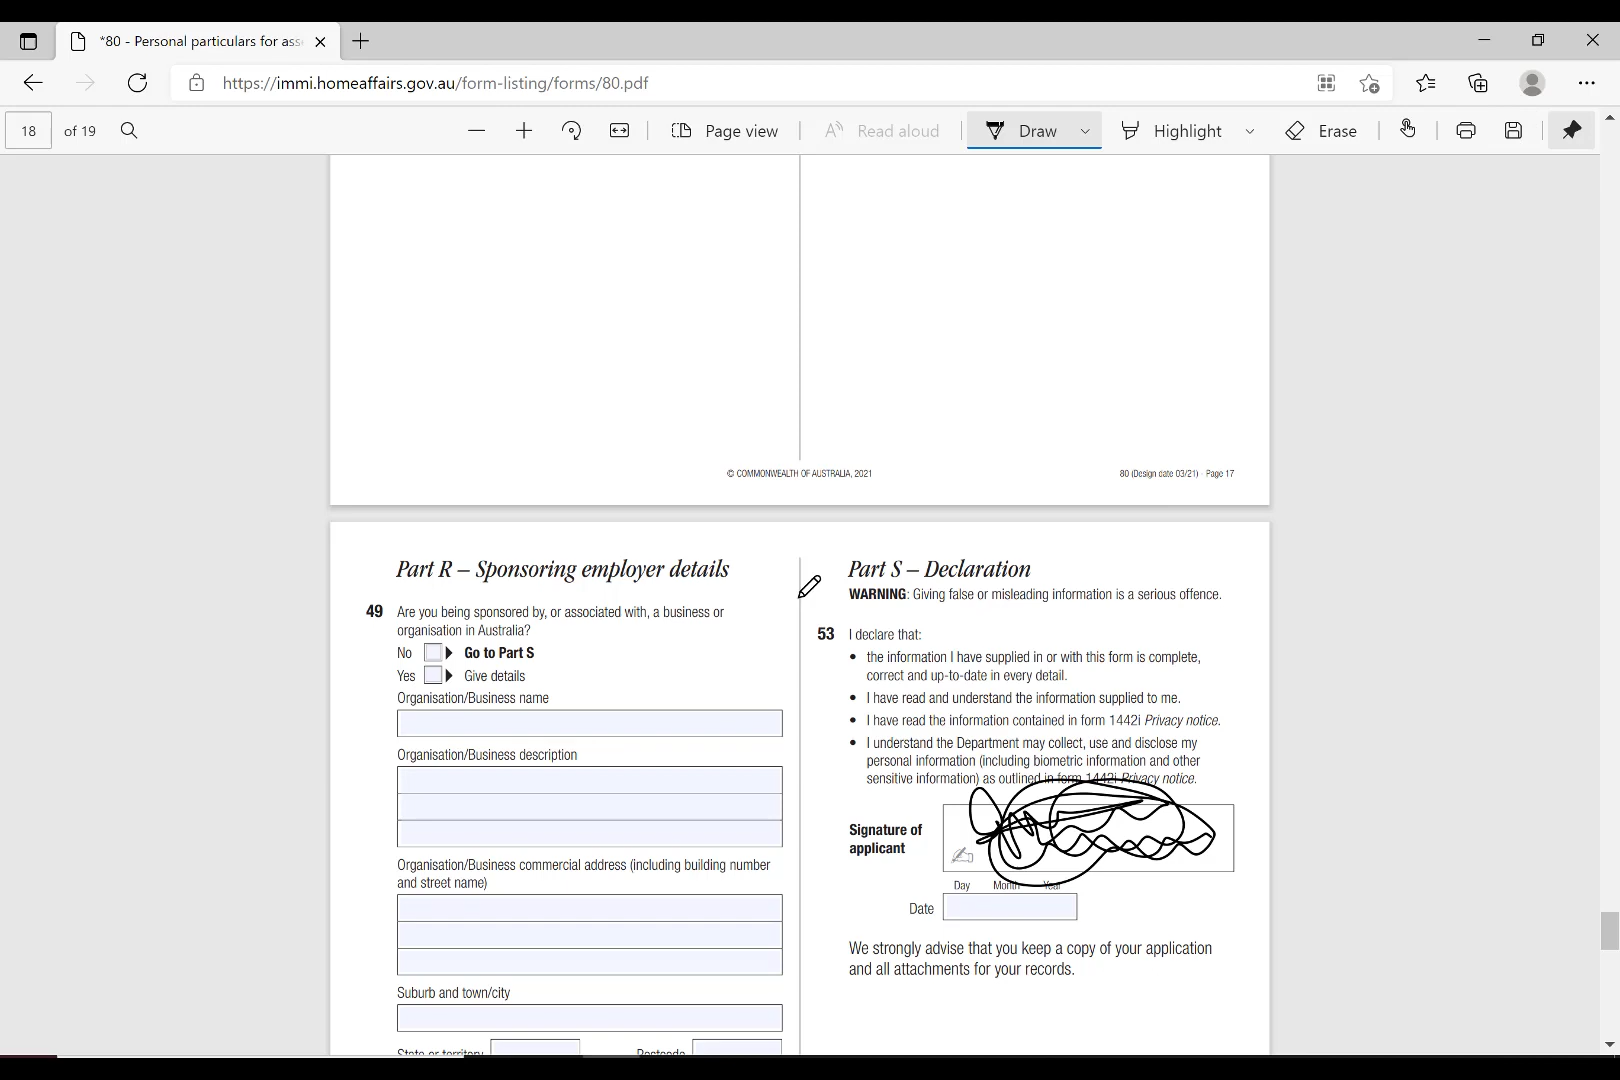 *80 - Personal particulars for ass
https://immi.homeaffairs.gov.au/form-listing/forms/80.pdf
18 of 19
Page view
Read aloud
Draw
Highlight
Erase
© COMMONWEALTH OF AUSTRALIA, 2021
80 (Design date 03/21) - Page 17
Part R – Sponsoring employer details
49 Are you being sponsored by, or associated with, a business or
organisation in Australia?
No Go to Part S
Yes Give details
Organisation/Business name
Organisation/Business description
Organisation/Business commercial address (including building number
and street name)
Suburb and town/city
State or territory Postcode
Part S – Declaration
WARNING: Giving false or misleading information is a serious offence.
53 I declare that:
• the information I have supplied in or with this form is complete,
correct and up-to-date in every detail.
• I have read and understand the information supplied to me.
• I have read the information contained in form 1442i Privacy notice.
• I understand the Department may collect, use and disclose my
personal information (including biometric information and other
sensitive information) as outlined in form 1442i Privacy notice.
Signature of
applicant
Day Month Year
Date
We strongly advise that you keep a copy of your application
and all attachments for your records.